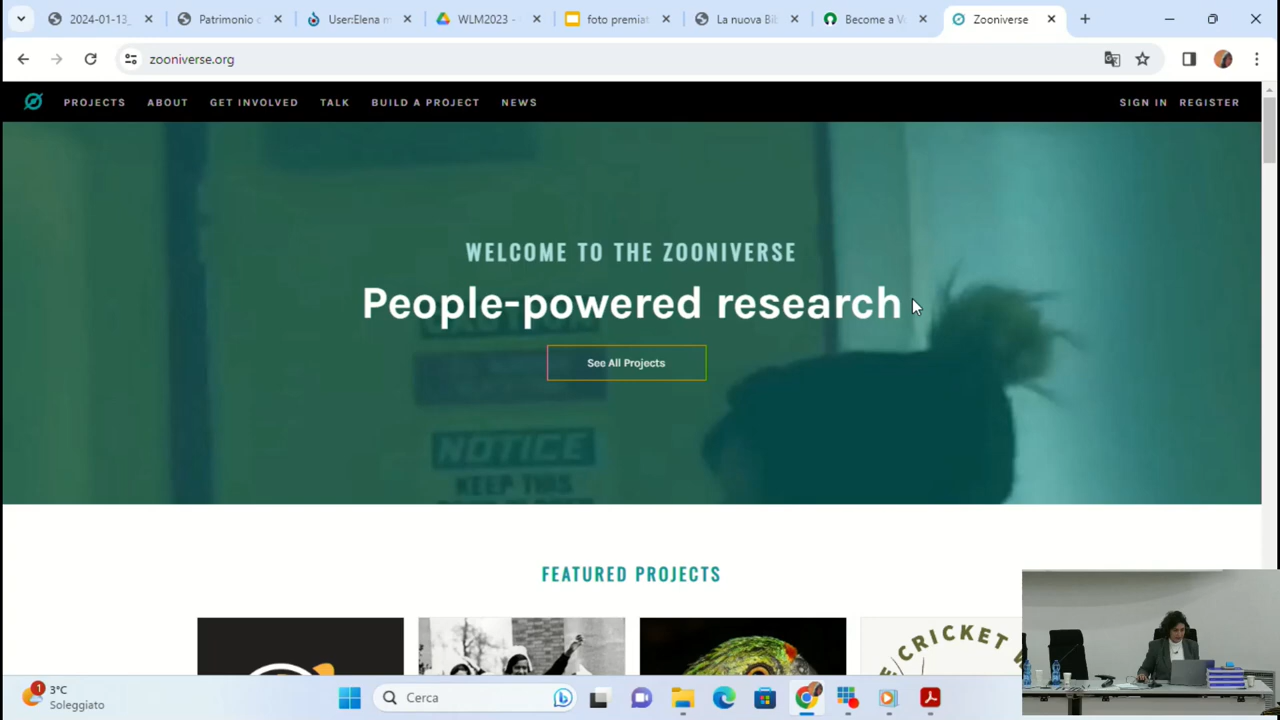 2024-01-13_
Patrimonio c
User:Elena m
WLM2023 -
foto premiat
La nuova Bib
Become a Vo
Zooniverse
zooniverse.org
PROJECTS ABOUT GET INVOLVED TALK BUILD A PROJECT NEWS SIGN IN REGISTER
WELCOME TO THE ZOONIVERSE
People-powered research
See All Projects
NOTICE
KEEP THIS
FEATURED PROJECTS
CRICKET
1
3°C
Soleggiato
Cerca